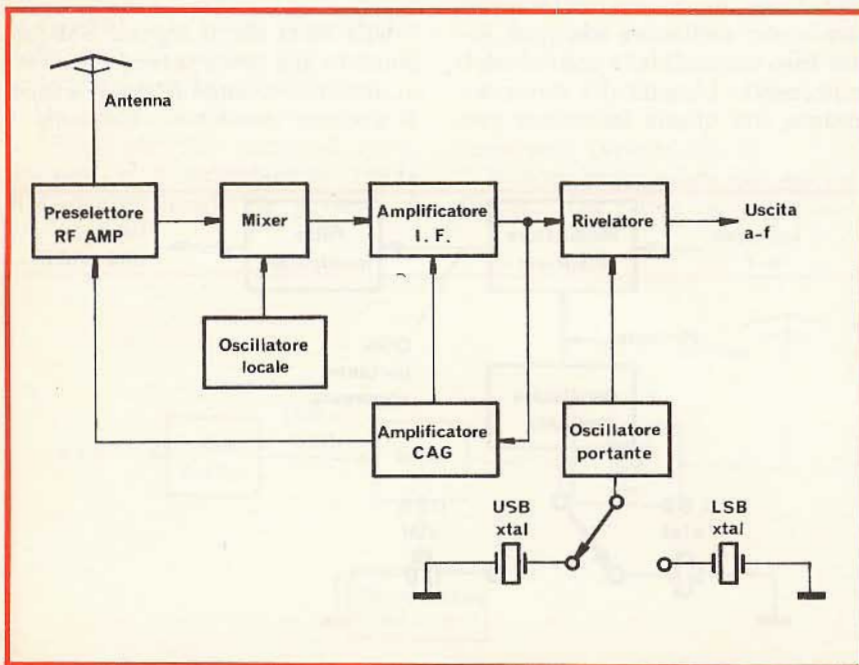 Antenna
Preselettore
RF AMP
Mixer
Amplificatore
I. F.
Rivelatore
Uscita
a-f
Oscillatore
locale
Amplificatore
CAG
Oscillatore
portante
USB
xtal
LSB
xtal